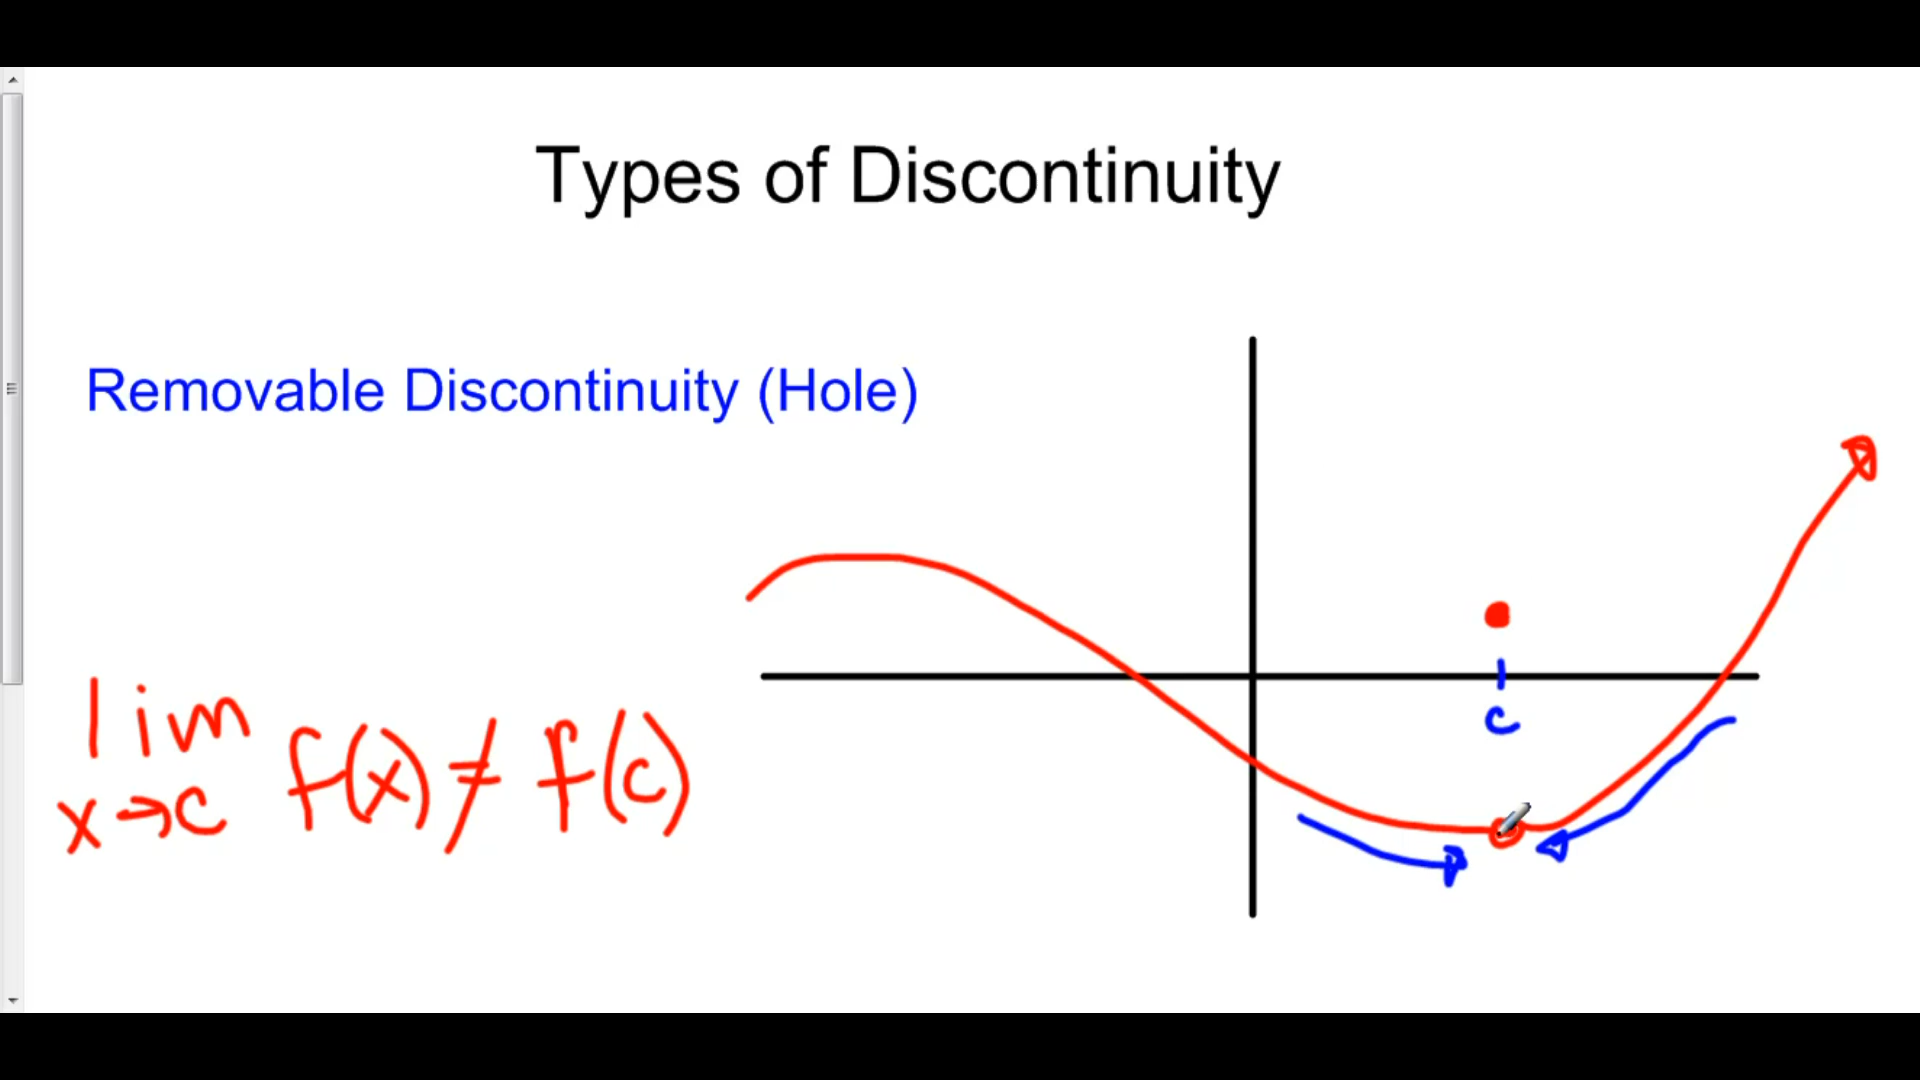 Types of Discontinuity
Removable Discontinuity (Hole)
c
lim f(x) ≠ f(c)
x→c